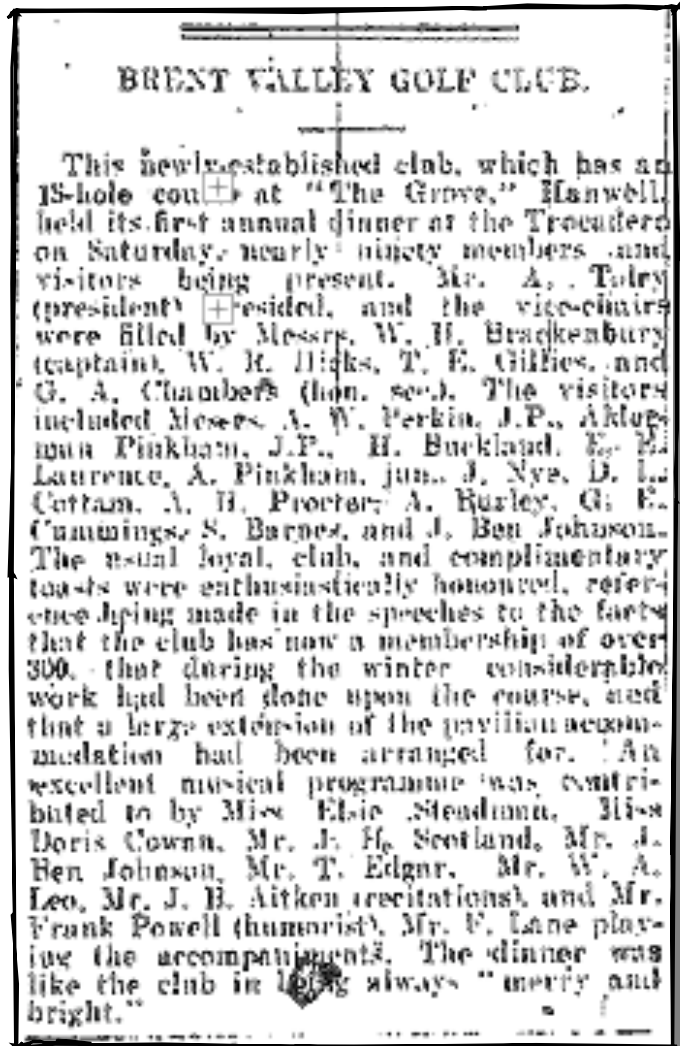 BRENT VALLEY GOLF CLUB.
This newly-established club, which has an
18-hole course at "The Grove," Hanwell,
held its first annual dinner at the Trocadero
on Saturday, nearly ninety members and
visitors being present. Mr. A.
(president) presided, and the vice-chairs
were filled by Messrs. W. H. Brackenbury
(captain), W. R. Hicks, T. E. Gillies, and
G. A. Chambers (hon. sec.). The visitors
included Messrs. A. W. Perkin, J.P., Alder-
man Pinkham, J.P., H. Buckland, E.
Laurence, A. Pinkham, jun., J. Nye, D. L.
Cottam, A. H. Procter, A. G. E.
Cummings, S. Barnes, and J. Ben Johnson.
The usual loyal, club, and complimentary
toasts were enthusiastically honoured, refer-
ence being made in the speeches to the facts
that the club has now a membership of over
300, that during the winter considerable
work had been done upon the course, and
that a large extension of the pavilion accom-
modation had been arranged for. An
excellent musical programme was contri-
buted to by Miss Elsie Steadman, Miss
Doris Cowan, Mr. J. H. Scotland, Mr. J.
Ben Johnson, Mr. T. Edgar, Mr. W. A.
Leo, Mr. J. B. Aitken (recitations), and Mr.
Frank Powell (humorist), Mr. F. Lane play-
ing the accompaniments. The dinner was
like the club in being always "merry and
bright."